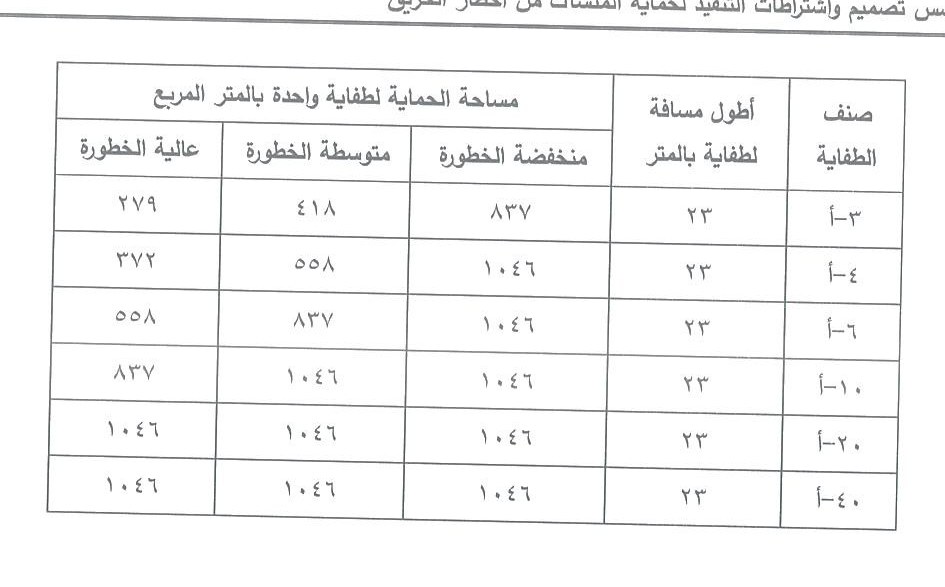 تصميم واشتراطات التنفيذ لحماية المنشآت من أخطار الحريق
صنف الطفاية | أطول مسافة لطفاية بالمتر | مساحة الحماية لطفاية واحدة بالمتر المربع
منخفضة الخطورة | متوسطة الخطورة | عالية الخطورة
٣-أ | ٢٣ | ٨٣٧ | ٤١٨ | ٢٧٩
٤-أ | ٢٣ | ١٠٤٦ | ٥٥٨ | ٣٧٢
٦-أ | ٢٣ | ١٠٤٦ | ٨٣٧ | ٥٥٨
١٠-أ | ٢٣ | ١٠٤٦ | ١٠٤٦ | ٨٣٧
٢٠-أ | ٢٣ | ١٠٤٦ | ١٠٤٦ | ١٠٤٦
٤٠-أ | ٢٣ | ١٠٤٦ | ١٠٤٦ | ١٠٤٦